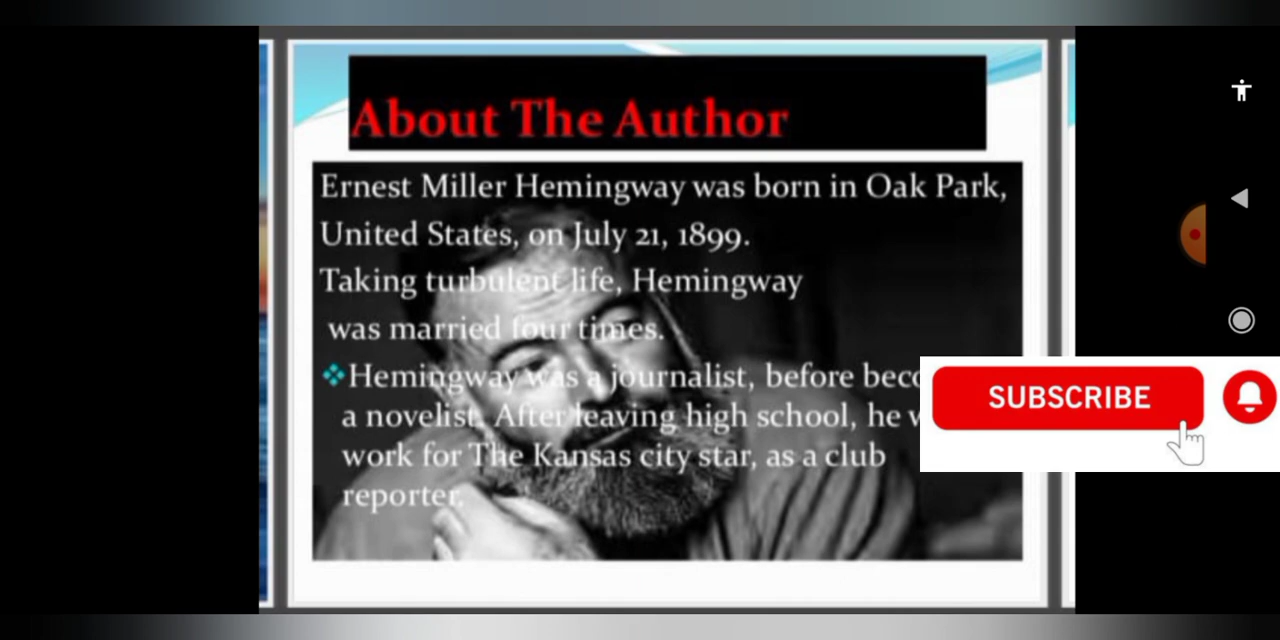 About The Author
Ernest Miller Hemingway was born in Oak Park,
United States, on July 21, 1899.
Taking turbulent life, Hemingway
was married four times.
❖Hemingway was a journalist, before
a novelist. After leaving high school, he
work for The Kansas city star, as a club
reporter.
SUBSCRIBE